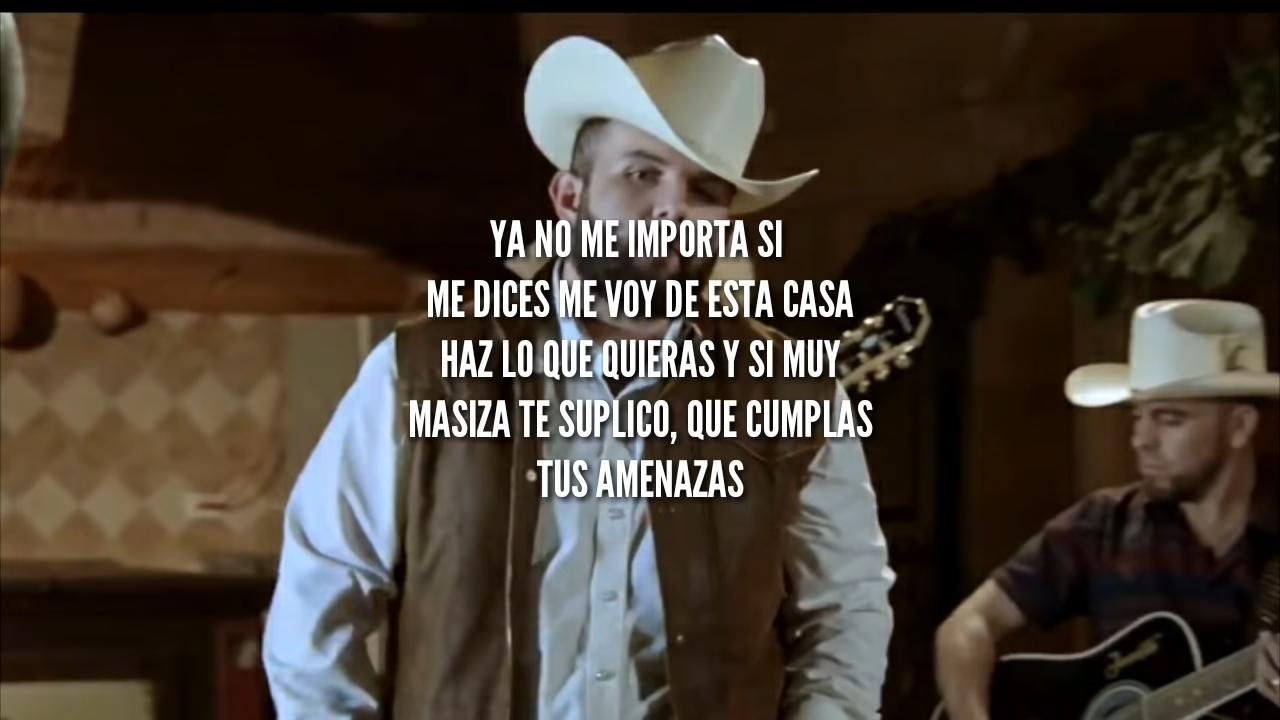 YA NO ME IMPORTA SI
ME DICES ME VOY DE ESTA CASA
HAZ LO QUE QUIERAS Y SI MUY
MASIZA TE SUPLICO, QUE CUMPLAS
TUS AMENAZAS